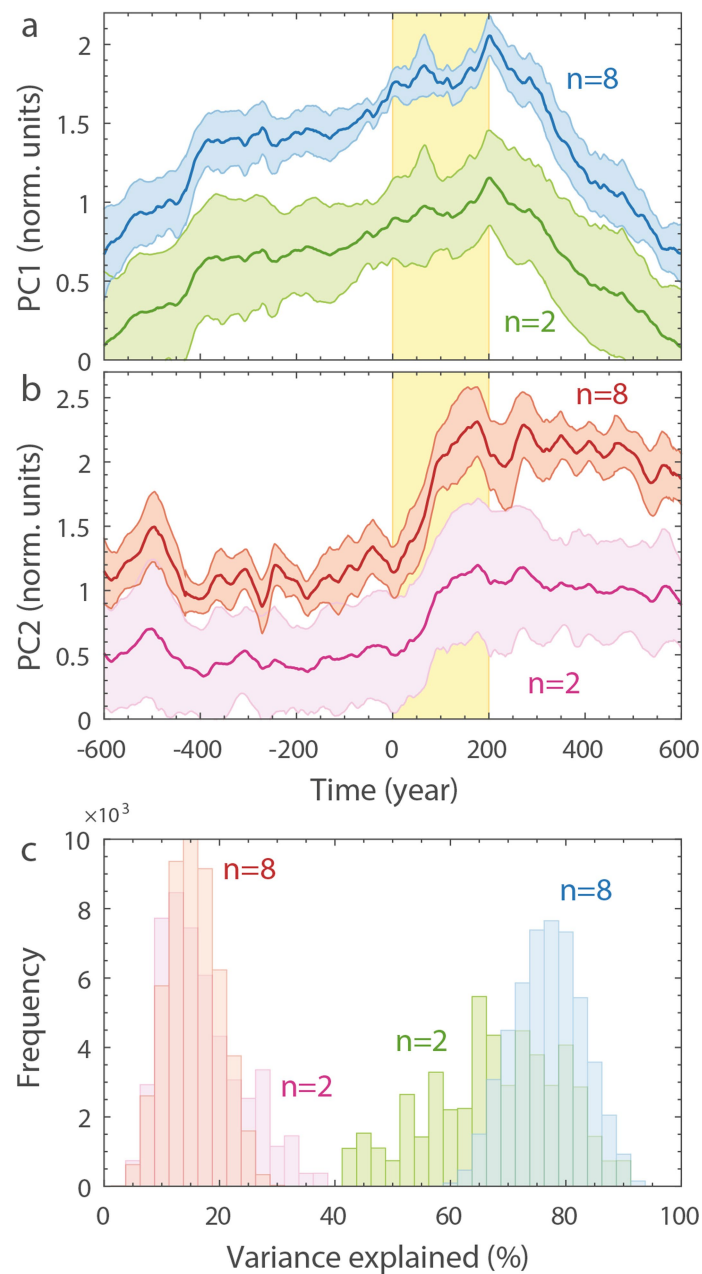 a
2
1.5
1
0.5
0
PC1 (norm. units)
n=8
n=2
b
2.5
2
1.5
1
0.5
0
PC2 (norm. units)
n=8
n=2
-600 -400 -200 0 200 400 600
Time (year)
c
×10³
10
8
6
4
2
0
Frequency
n=8
n=8
n=2
n=2
0 20 40 60 80 100
Variance explained (%)